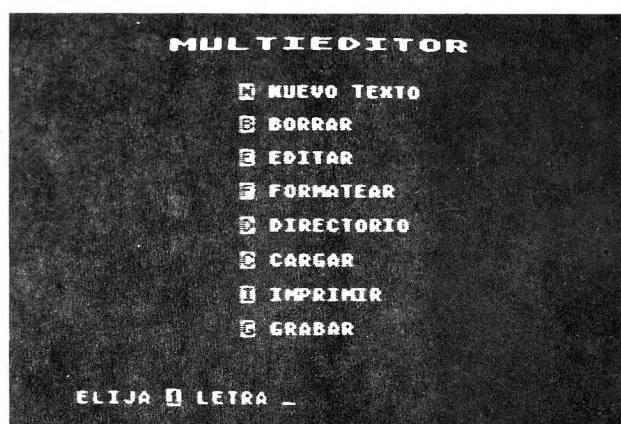 MULTIEDITOR
N NUEVO TEXTO
B BORRAR
E EDITAR
F FORMATEAR
D DIRECTORIO
C CARGAR
I IMPRIMIR
G GRABAR
ELIJA 1 LETRA _